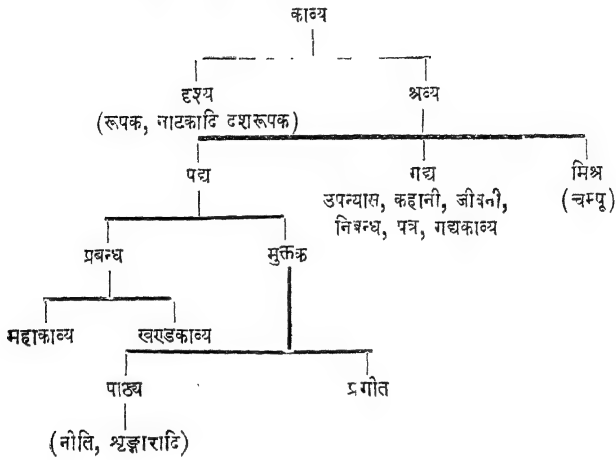 काव्य
दृश्य श्रव्य
(रूपक, नाटकादि दशरूपक)
पद्य गद्य मिश्र
उपन्यास, कहानी, जीवनी, (चम्पू)
निबन्ध, पत्र, गद्यकाव्य
प्रबन्ध मुक्तक
महाकाव्य खण्डकाव्य
पाठ्य प्रगीत
(नीति, शृङ्गारादि)